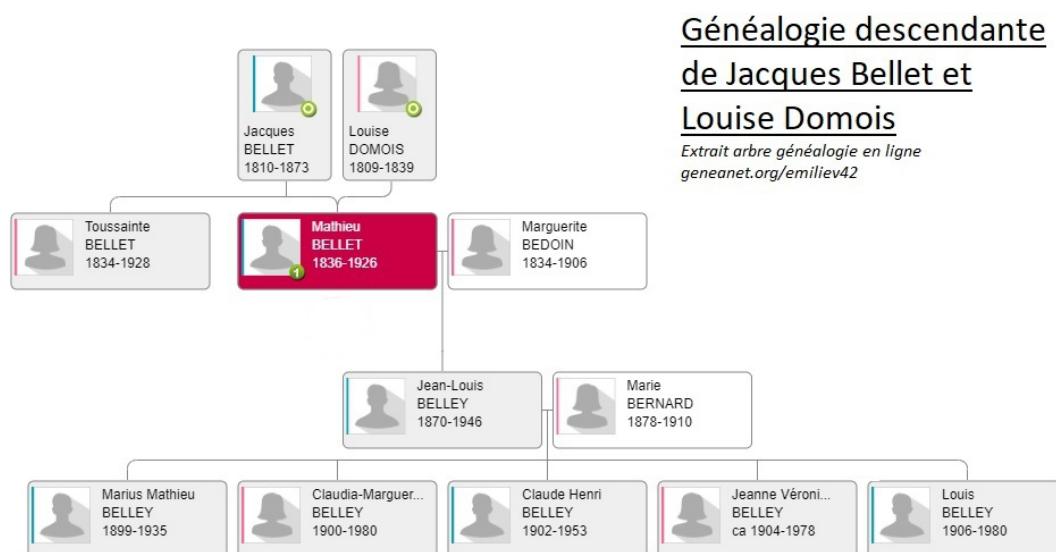 Généalogie descendante
de Jacques Bellet et
Louise Domois
Extrait arbre généalogie en ligne
geneanet.org/emiliev42
Jacques
BELLET
1810-1873
Louise
DOMOIS
1809-1839
Toussainte
BELLET
1834-1928
Mathieu
BELLET
1836-1926
1
Marguerite
BEDOIN
1834-1906
Jean-Louis
BELLEY
1870-1946
Marie
BERNARD
1878-1910
Marius Mathieu
BELLEY
1899-1935
Claudia-Marguer...
BELLEY
1900-1980
Claude Henri
BELLEY
1902-1953
Jeanne Véroni...
BELLEY
ca 1904-1978
Louis
BELLEY
1906-1980